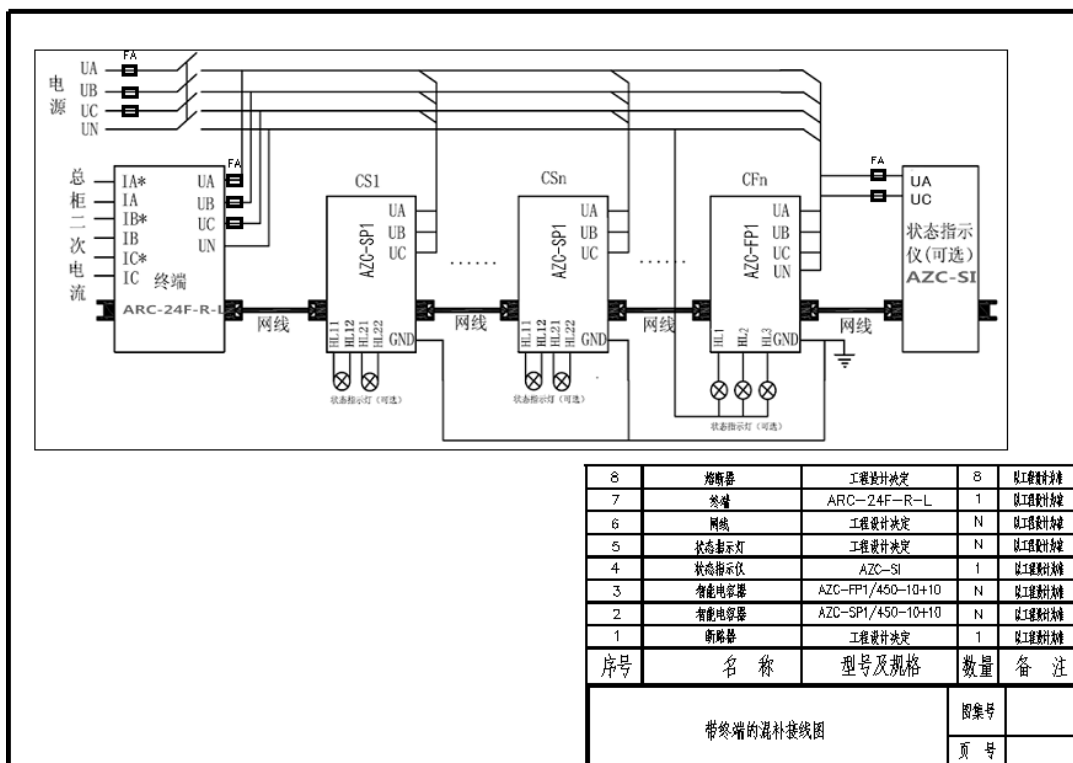 FA
电源
UA
UB
UC
UN
总柜二次电流
IA*
IA
IB*
IB
IC*
IC
UA
UB
UC
UN
终端
ARC-24F-R-L
FA
网线
CS1
AZC-SP1
UA
UB
UC
HL11
HL12
HL21
HL22
GND
状态指示灯(可选)
......
网线
CSn
AZC-SP1
UA
UB
UC
HL11
HL12
HL21
HL22
GND
状态指示灯(可选)
......
网线
CFn
AZC-FP1
UA
UB
UC
UN
HL1
HL2
HL3
GND
状态指示灯(可选)
网线
FA
UA
UC
状态指示
仪(可选)
AZC-SI
8 熔断器 工程设计决定 8 以工程设计为准
7 终端 ARC-24F-R-L 1 以工程设计为准
6 网线 工程设计决定 N 以工程设计为准
5 状态指示灯 工程设计决定 N 以工程设计为准
4 状态指示仪 AZC-SI 1 以工程设计为准
3 智能电容器 AZC-FP1/450-10+10 N 以工程设计为准
2 智能电容器 AZC-SP1/450-10+10 N 以工程设计为准
1 断路器 工程设计决定 1 以工程设计为准
序号 名称 型号及规格 数量 备注
带终端的混补接线图
图集号
页号